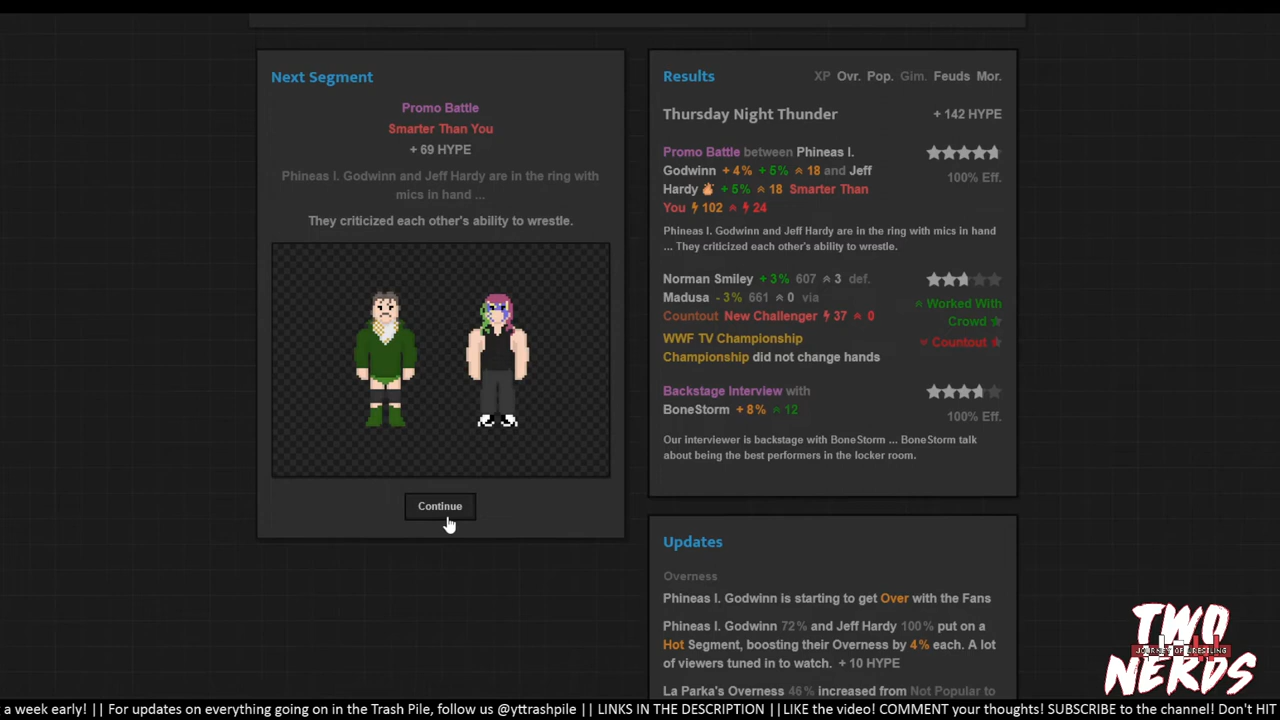 Next Segment
Promo Battle
Smarter Than You
+ 69 HYPE
Phineas I. Godwinn and Jeff Hardy are in the ring with
mics in hand ...
They criticized each other's ability to wrestle.
Continue
Results
XP Ovr. Pop. Gim. Feuds Mor.
Thursday Night Thunder + 142 HYPE
Promo Battle between Phineas I.
Godwinn + 4% + 5% 18 and Jeff
Hardy + 5% 18 Smarter Than
You 102 24
100% Eff.
Phineas I. Godwinn and Jeff Hardy are in the ring with mics in hand
... They criticized each other's ability to wrestle.
Norman Smiley + 3% 607 3 def.
Madusa - 3% 661 0 via
Countout New Challenger 37 0
WWF TV Championship
Championship did not change hands
Worked With
Crowd
Countout
Backstage Interview with
BoneStorm + 8% 12
100% Eff.
Our interviewer is backstage with BoneStorm ... BoneStorm talk
about being the best performers in the locker room.
Updates
Overness
Phineas I. Godwinn is starting to get Over with the Fans
Phineas I. Godwinn 72% and Jeff Hardy 100% put on a
Hot Segment, boosting their Overness by 4% each. A lot
of viewers tuned in to watch. + 10 HYPE
La Parka's Overness 46% increased from Not Popular to
TWO
JOURNEY OF WRESTLING
NERDS
a week early! || For updates on everything going on in the Trash Pile, follow us @yttrashpile || LINKS IN THE DESCRIPTION ||LIKE the video! COMMENT your thoughts! SUBSCRIBE to the channel! Don't HIT